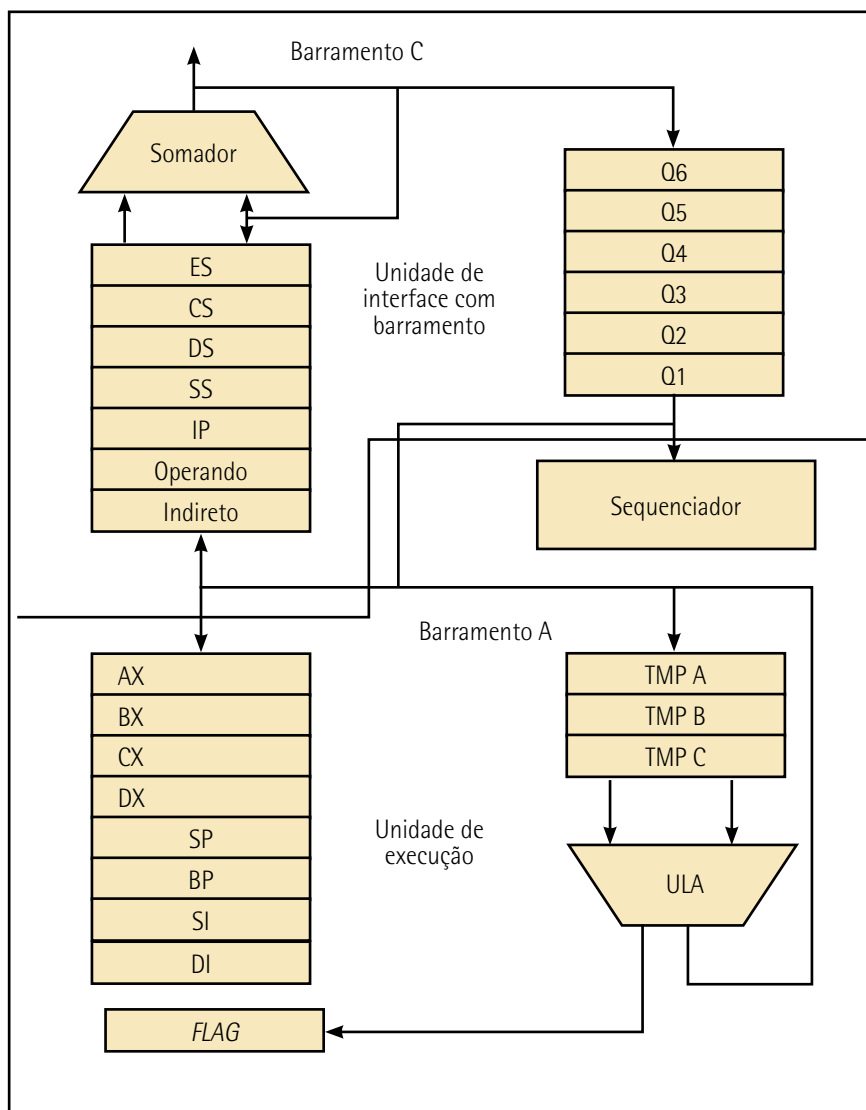 Barramento C
Somador
ES
CS
DS
SS
IP
Operando
Indireto
Unidade de
interface com
barramento
Q6
Q5
Q4
Q3
Q2
Q1
Sequenciador
Barramento A
AX
BX
CX
DX
SP
BP
SI
DI
FLAG
Unidade de
execução
TMP A
TMP B
TMP C
ULA